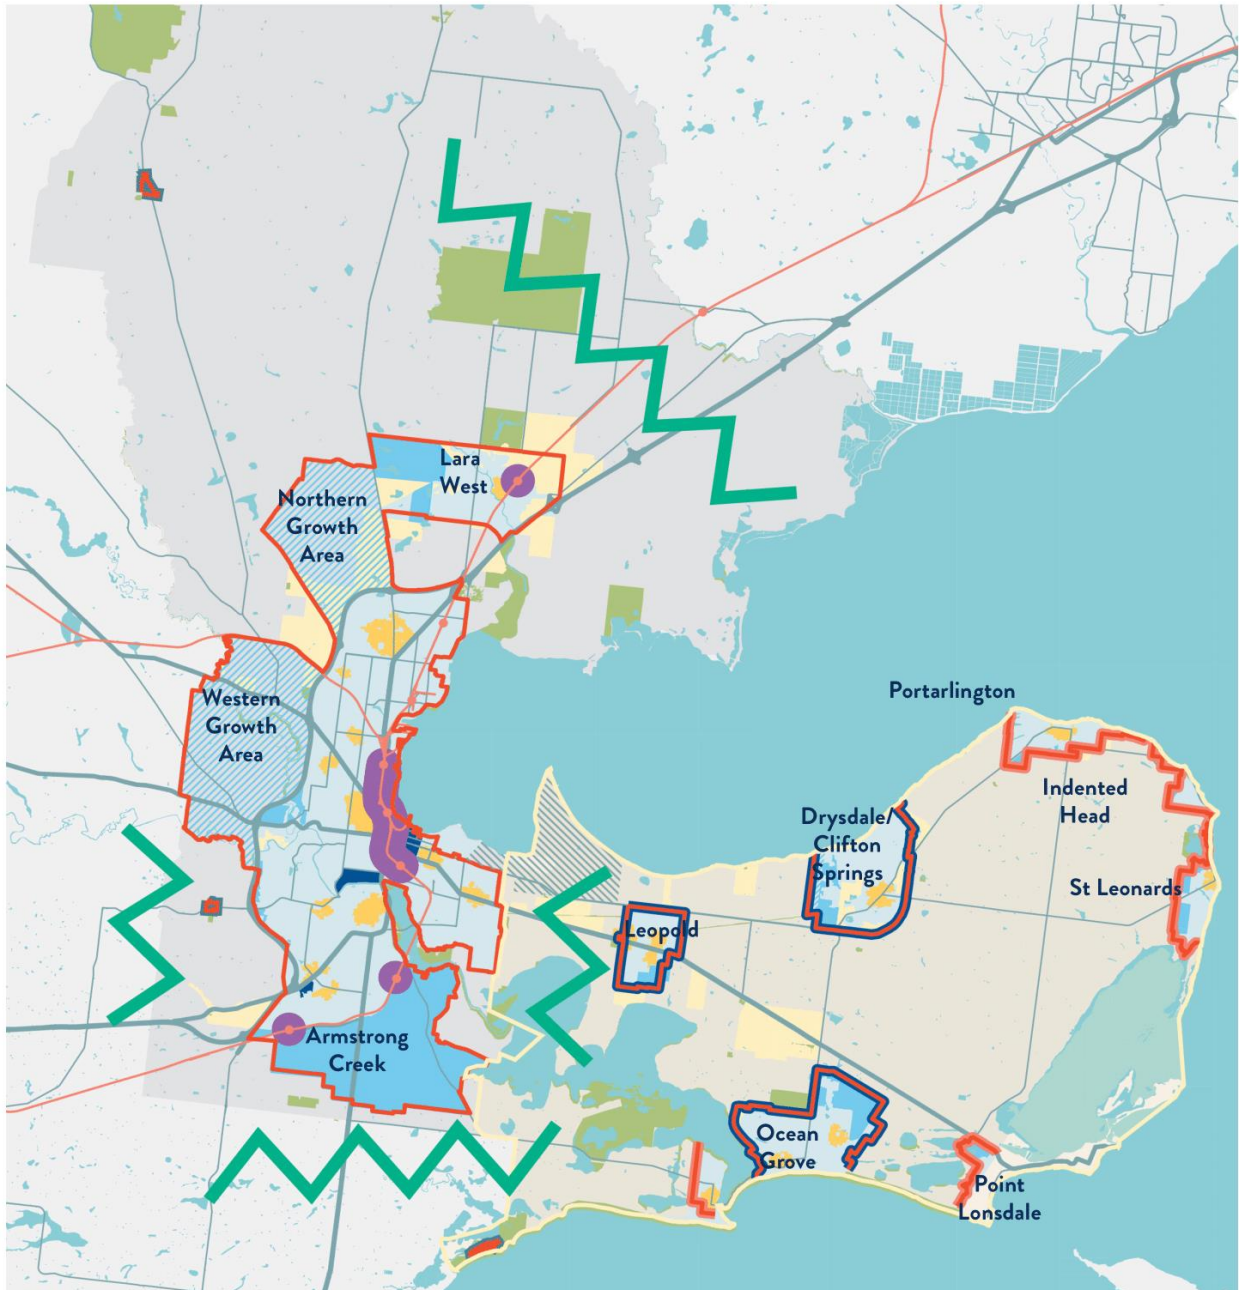 Lara
West
Northern
Growth
Area
Western
Growth
Area
Portarlington
Indented
Head
Drysdale/
Clifton
Springs
St Leonards
Leopold
Armstrong
Creek
Ocean
Grove
Point
Lonsdale